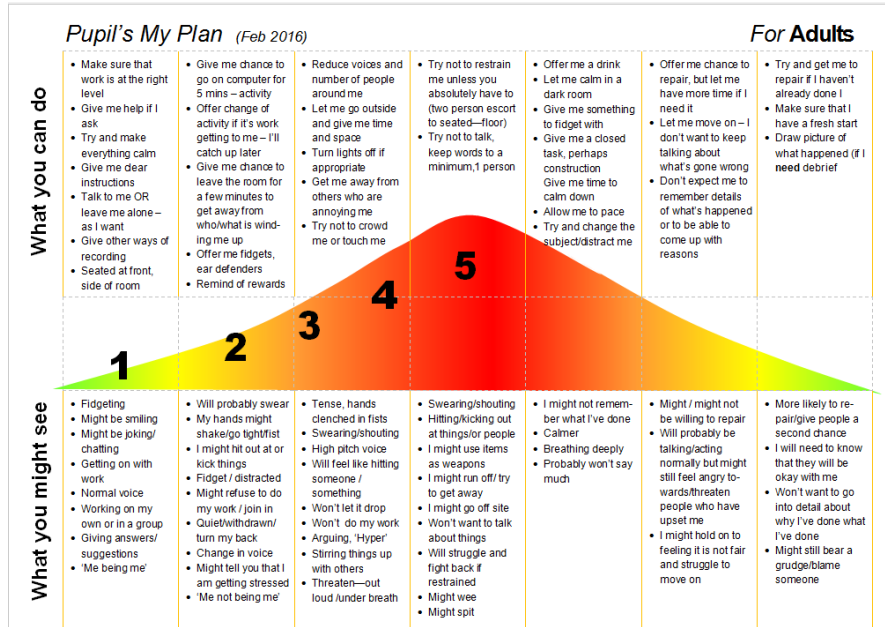 Pupil's My Plan (Feb 2016)
For Adults
What you can do
• Make sure that
work is at the right
level
• Give me help if I
ask
• Try and make
everything calm
• Give me clear
instructions
• Talk to me OR
leave me alone –
as I want
• Give other ways of
recording
• Seated at front,
side of room
• Give me chance to
go on computer for
5 mins – activity
• Offer change of
activity if it's work
getting to me – I'll
catch up later
• Give me chance to
leave the room for
a few minutes to
get away from
who/what is wind-
ing me up
• Offer me fidgets,
ear defenders
• Remind of rewards
• Reduce voices and
number of people
around me
• Let me go outside
and give me time
and space
• Turn lights off if
appropriate
• Get me away from
others who are
annoying me
• Try not to crowd
me or touch me
• Try not to restrain
me unless you
absolutely have to
(two person escort
to seated—floor)
• Try not to talk,
keep words to a
minimum,1 person
• Offer me a drink
• Let me calm in a
dark room
• Give me something
to fidget with
• Give me a closed
task, perhaps
construction
Give me time to
calm down
• Allow me to pace
• Try and change the
subject/distract me
• Offer me chance to
repair, but let me
have more time if I
need it
• Let me move on – I
don't want to keep
talking about
what's gone wrong
• Don't expect me to
remember details
of what's happened
or to be able to
come up with
reasons
• Try and get me to
repair if I haven't
already done I
• Make sure that I
have a fresh start
• Draw picture of
what happened (if I
need debrief
1
2
3
4
5
What you might see
• Fidgeting
• Might be smiling
• Might be joking/
chatting
• Getting on with
work
• Normal voice
• Working on my
own or in a group
• Giving answers/
suggestions
• 'Me being me'
• Will probably swear
• My hands might
shake/go tight/fist
• I might hit out at or
kick things
• Fidget / distracted
• Might refuse to do
my work / join in
• Quiet/withdrawn/
turn my back
• Change in voice
• Might tell you that I
am getting stressed
• 'Me not being me'
• Tense, hands
clenched in fists
• Swearing/shouting
• High pitch voice
• Will feel like hitting
someone /
something
• Won't let it drop
• Won't do my work
• Arguing, 'Hyper'
• Stirring things up
with others
• Threaten—out
loud /under breath
• Swearing/shouting
• Hitting/kicking out
at things/or people
• I might use items
as weapons
• I might run off/ try
to get away
• I might go off site
• Won't want to talk
about things
• Will struggle and
fight back if
restrained
• Might wee
• Might spit
• I might not remem-
ber what I've done
• Calmer
• Breathing deeply
• Probably won't say
much
• Might / might not
be willing to repair
• Will probably be
talking/acting
normally but might
still feel angry to-
wards/threaten
people who have
upset me
• I might hold on to
feeling it is not fair
and struggle to
move on
• More likely to re-
pair/give people a
second chance
• I will need to know
that they will be
okay with me
• Won't want to go
into detail about
why I've done what
I've done
• Might still bear a
grudge/blame
someone